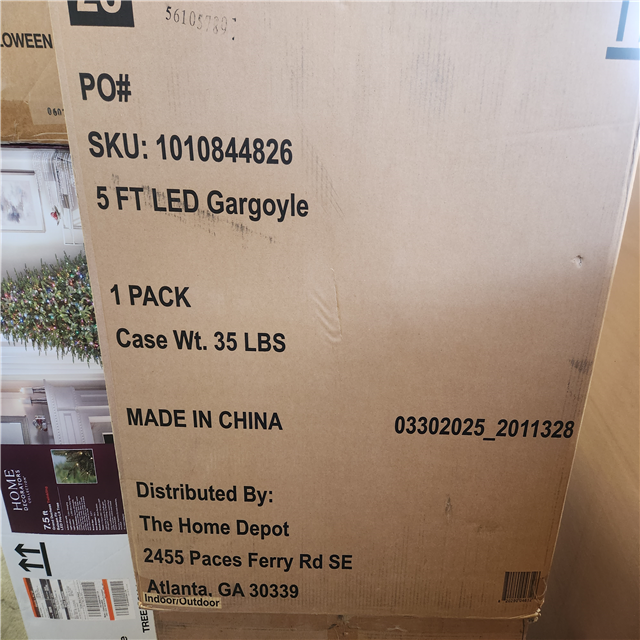 PO#
SKU: 1010844826
5 FT LED Gargoyle
1 PACK
Case Wt. 35 LBS
MADE IN CHINA
03302025_2011328
Distributed By:
The Home Depot
2455 Paces Ferry Rd SE
Atlanta, GA 30339
Indoor/Outdoor
LOWEEN
HOME
DECORATORS
7.5 ft
TREE